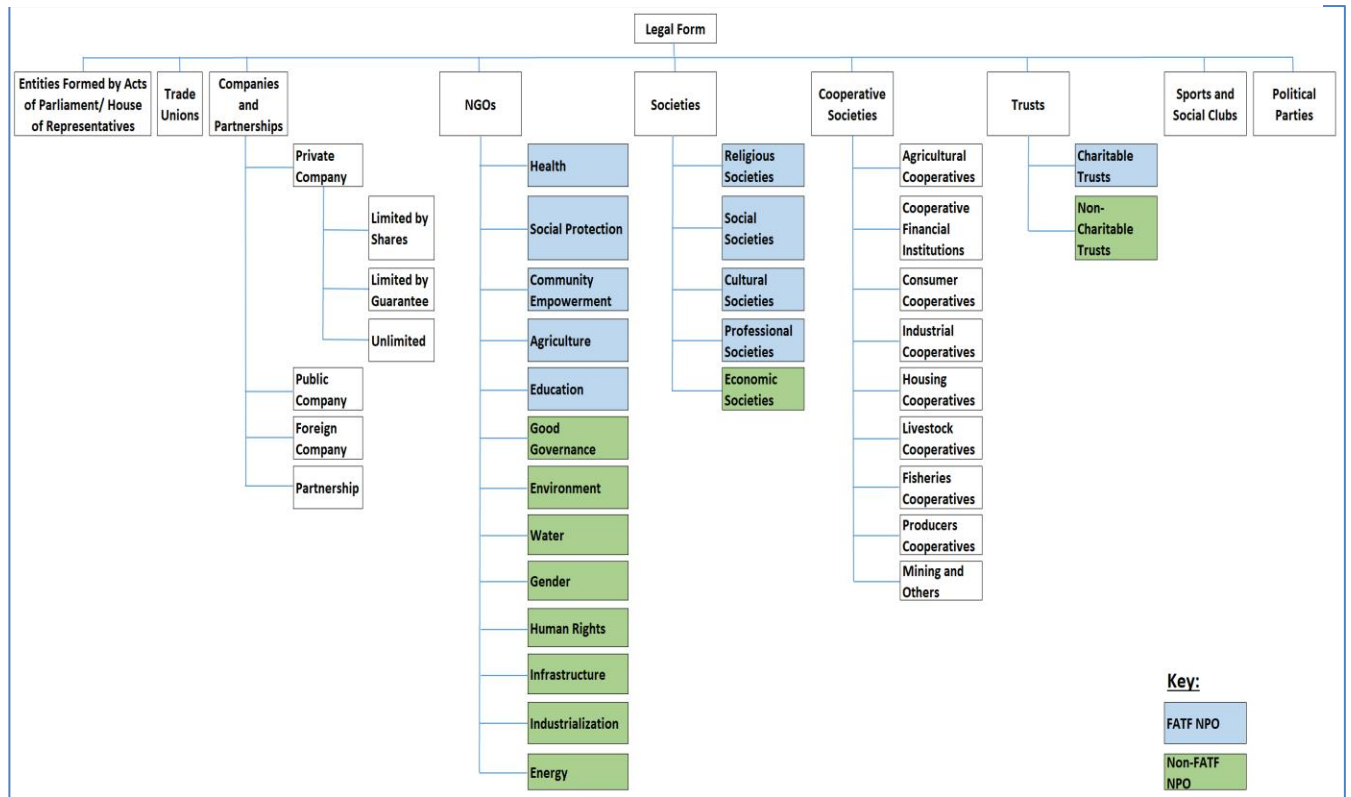 Legal Form
Entities Formed by Acts
of Parliament/ House
of Representatives
Trade
Unions
Companies
and
Partnerships
NGOs
Societies
Cooperative
Societies
Trusts
Sports and
Social Clubs
Political
Parties
Private
Company
Limited by
Shares
Limited by
Guarantee
Unlimited
Public
Company
Foreign
Company
Partnership
Health
Social Protection
Community
Empowerment
Agriculture
Education
Good
Governance
Environment
Water
Gender
Human Rights
Infrastructure
Industrialization
Energy
Religious
Societies
Social
Societies
Cultural
Societies
Professional
Societies
Economic
Societies
Agricultural
Cooperatives
Cooperative
Financial
Institutions
Consumer
Cooperatives
Industrial
Cooperatives
Housing
Cooperatives
Livestock
Cooperatives
Fisheries
Cooperatives
Producers
Cooperatives
Mining and
Others
Charitable
Trusts
Non-
Charitable
Trusts
Key:
FATF NPO
Non-FATF
NPO